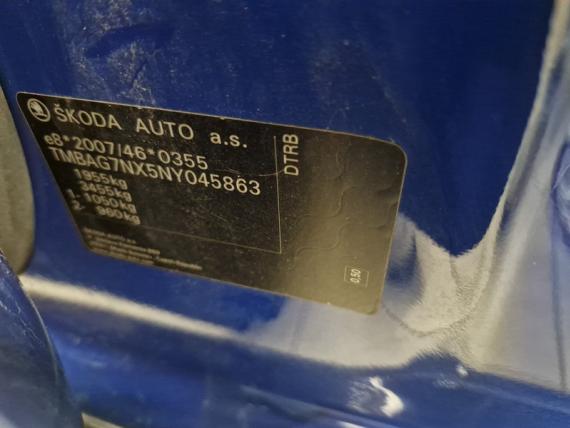 ŠKODA AUTO a.s.
e8*2007/46*0355
TMBAG7NX5NY045863
1955kg
3455kg
1 1050kg
2 960kg
DTRB
0,50